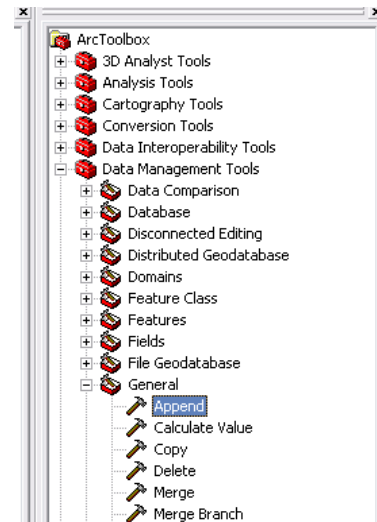 ArcToolbox
3D Analyst Tools
Analysis Tools
Cartography Tools
Conversion Tools
Data Interoperability Tools
Data Management Tools
Data Comparison
Database
Disconnected Editing
Distributed Geodatabase
Domains
Feature Class
Features
Fields
File Geodatabase
General
Append
Calculate Value
Copy
Delete
Merge
Merge Branch